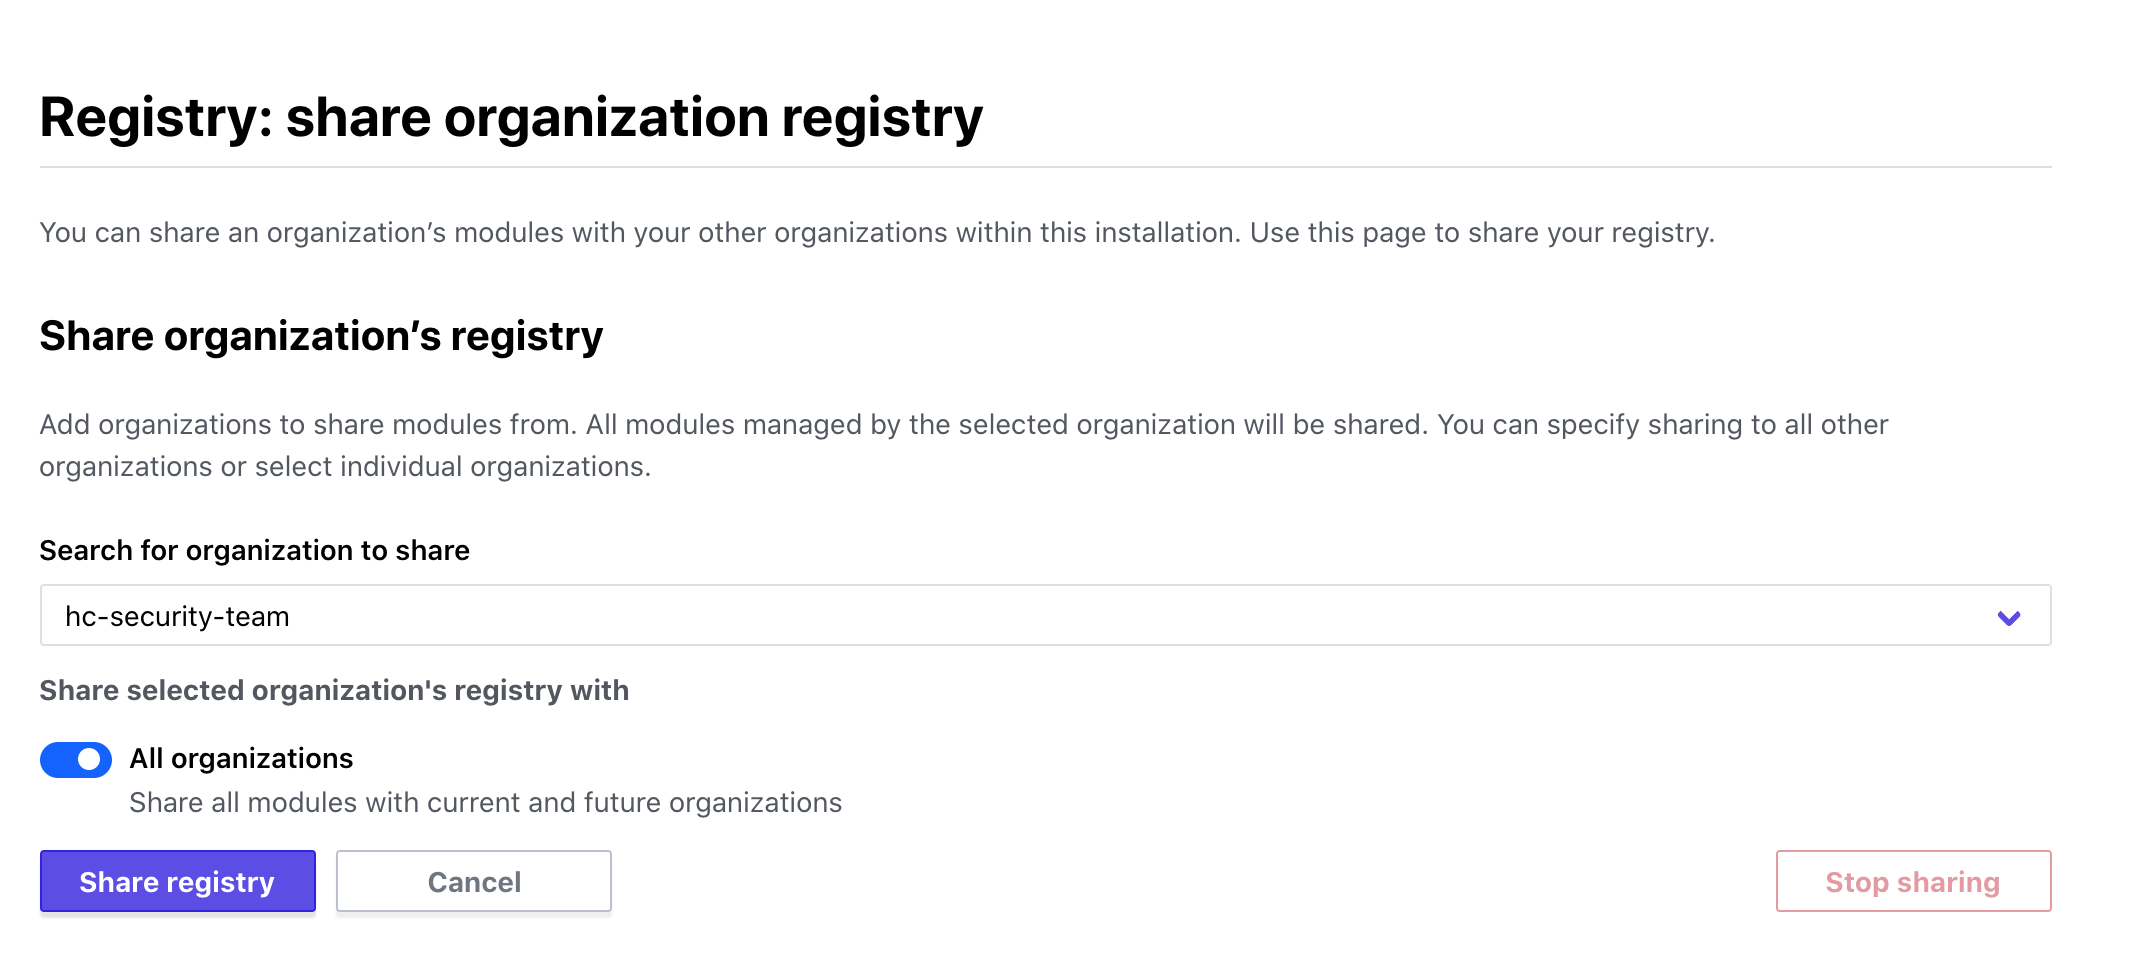 Registry: share organization registry
You can share an organization’s modules with your other organizations within this installation. Use this page to share your registry.
Share organization’s registry
Add organizations to share modules from. All modules managed by the selected organization will be shared. You can specify sharing to all other
organizations or select individual organizations.
Search for organization to share
hc-security-team
Share selected organization's registry with
All organizations
Share all modules with current and future organizations
Share registry
Cancel
Stop sharing